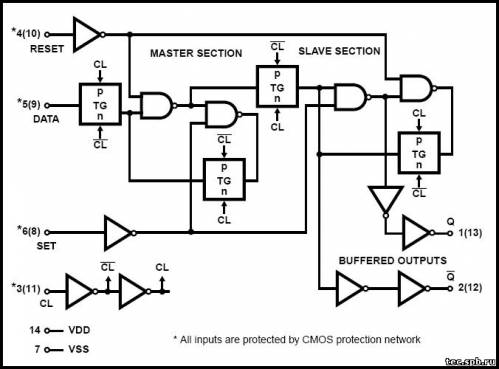 *4(10)
RESET
MASTER SECTION
SLAVE SECTION
CL
CL
p
TG
n
CL
p
TG
n
CL
*5(9)
DATA
CL
p
TG
n
CL
CL
p
TG
n
CL
*6(8)
SET
Q
1(13)
BUFFERED OUTPUTS
CL
CL
*3(11)
CL
Q
2(12)
14 VDD
7 VSS
* All inputs are protected by CMOS protection network
tec.spb.ru